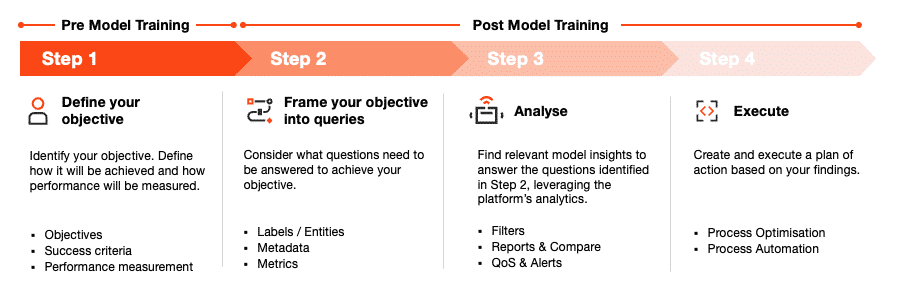 Pre Model Training
Post Model Training
Step 1
Step 2
Step 3
Step 4
Define your
objective
Identify your objective. Define
how it will be achieved and how
performance will be measured.
▪ Objectives
▪ Success criteria
▪ Performance measurement
Frame your objective
into queries
Consider what questions need to
be answered to achieve your
objective.
▪ Labels / Entities
▪ Metadata
▪ Metrics
Analyse
Find relevant model insights to
answer the questions identified
in Step 2, leveraging the
platform's analytics.
▪ Filters
▪ Reports & Compare
▪ QoS & Alerts
Execute
Create and execute a plan of
action based on your findings.
▪ Process Optimisation
▪ Process Automation